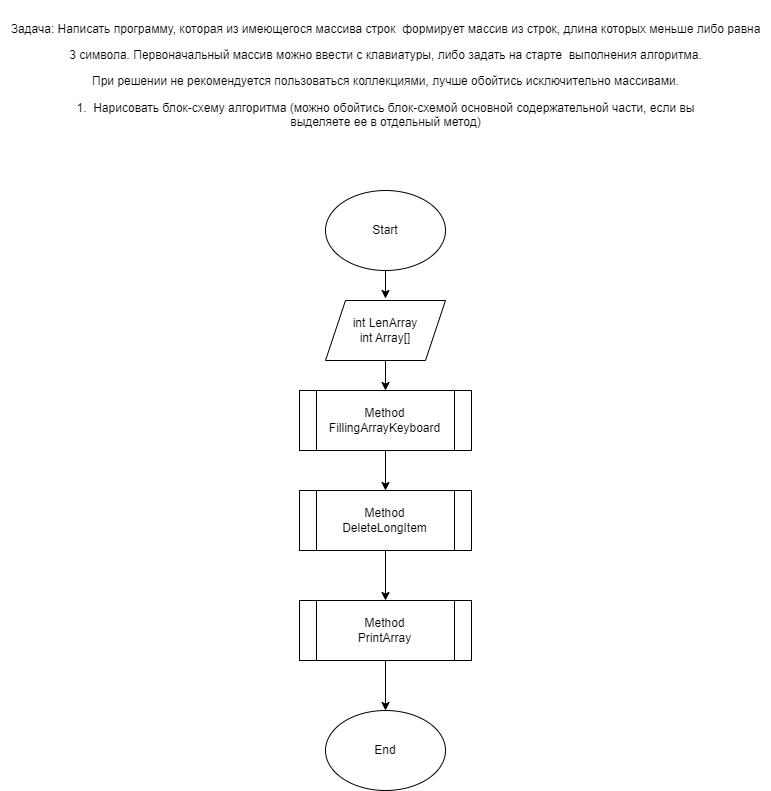 Задача: Написать программу, которая из имеющегося массива строк формирует массив из строк, длина которых меньше либо равна
3 символа. Первоначальный массив можно ввести с клавиатуры, либо задать на старте выполнения алгоритма.
При решении не рекомендуется пользоваться коллекциями, лучше обойтись исключительно массивами.
1. Нарисовать блок-схему алгоритма (можно обойтись блок-схемой основной содержательной части, если вы
выделяете ее в отдельный метод)
Start
int LenArray
int Array[]
Method
FillingArrayKeyboard
Method
DeleteLongItem
Method
PrintArray
End